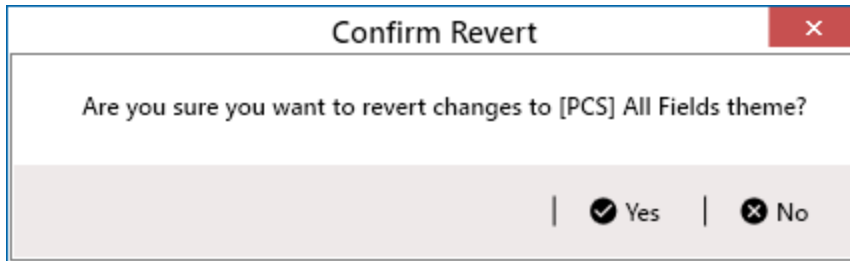 Confirm Revert
Are you sure you want to revert changes to [PCS] All Fields theme?
| Yes | No